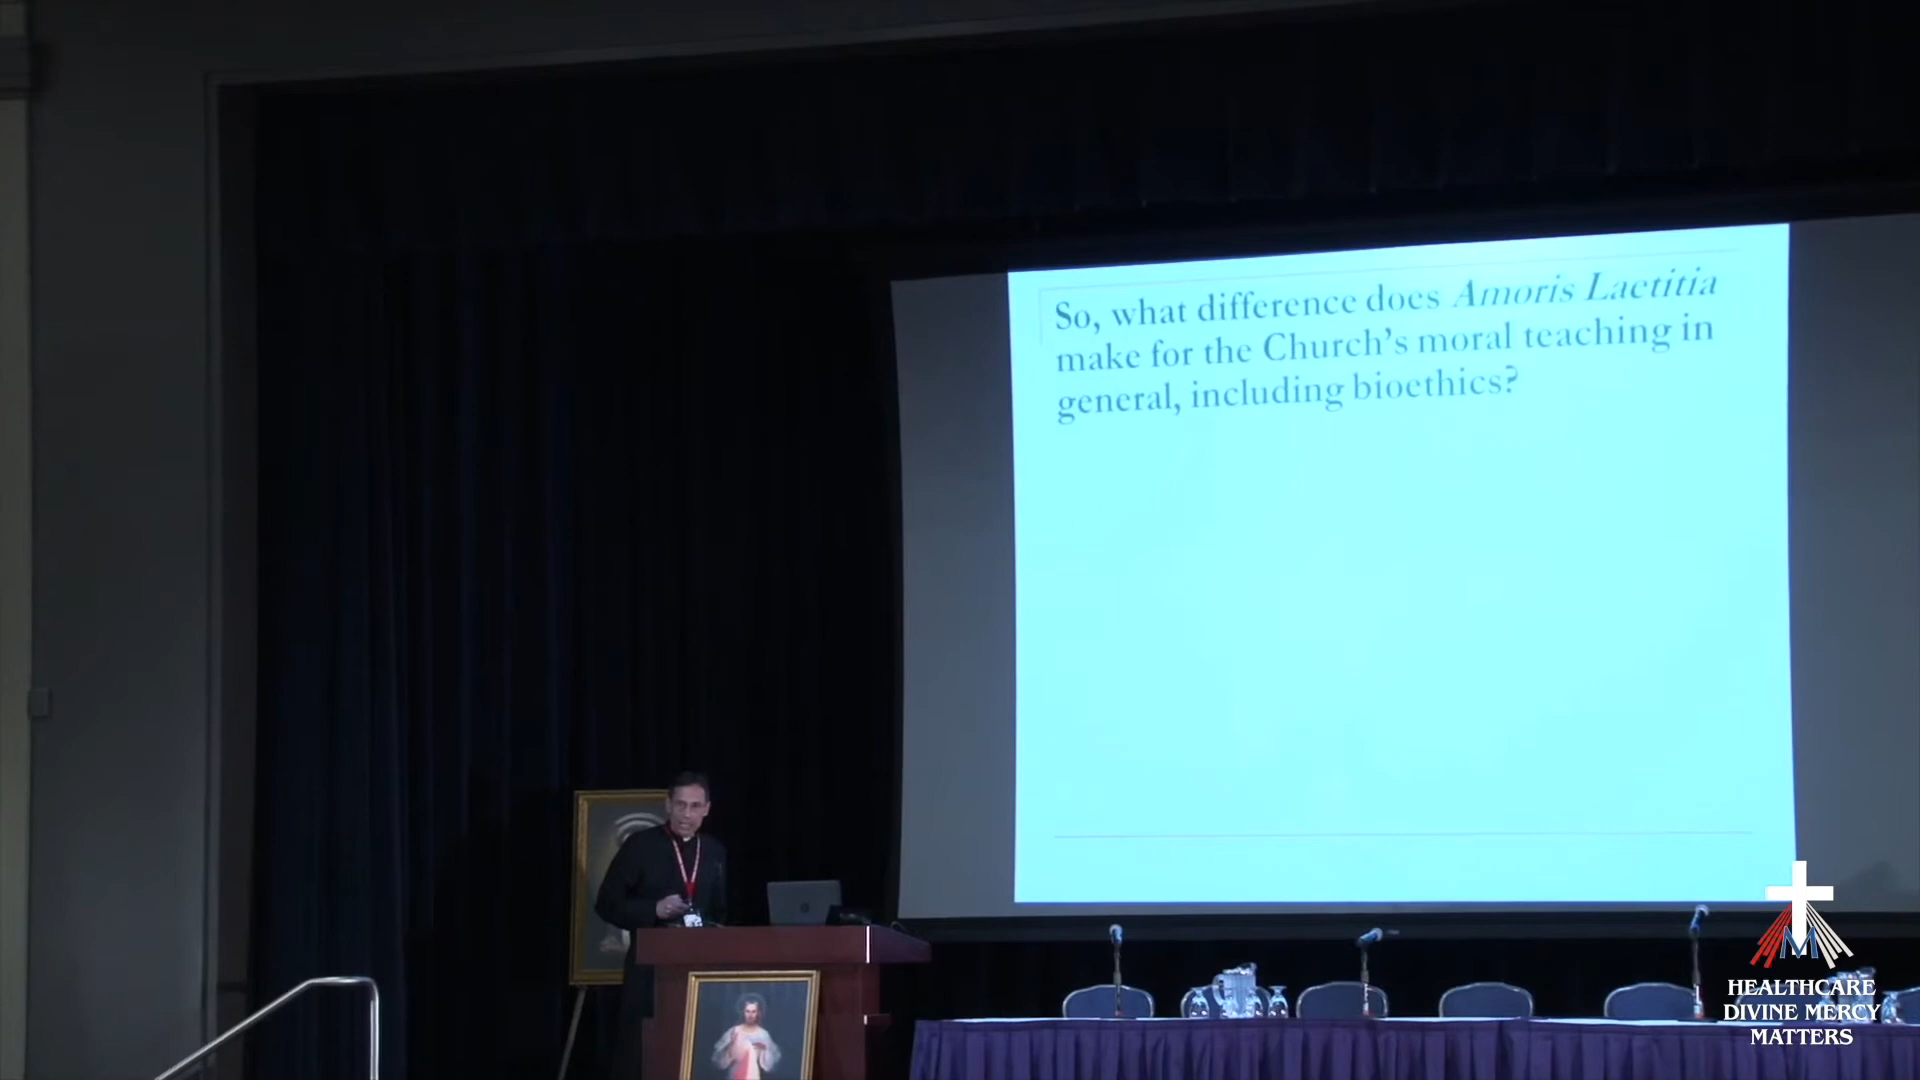 So, what difference does Amoris Laetitia
make for the Church's moral teaching in
general, including bioethics?
HEALTHCARE
DIVINE MERCY
MATTERS